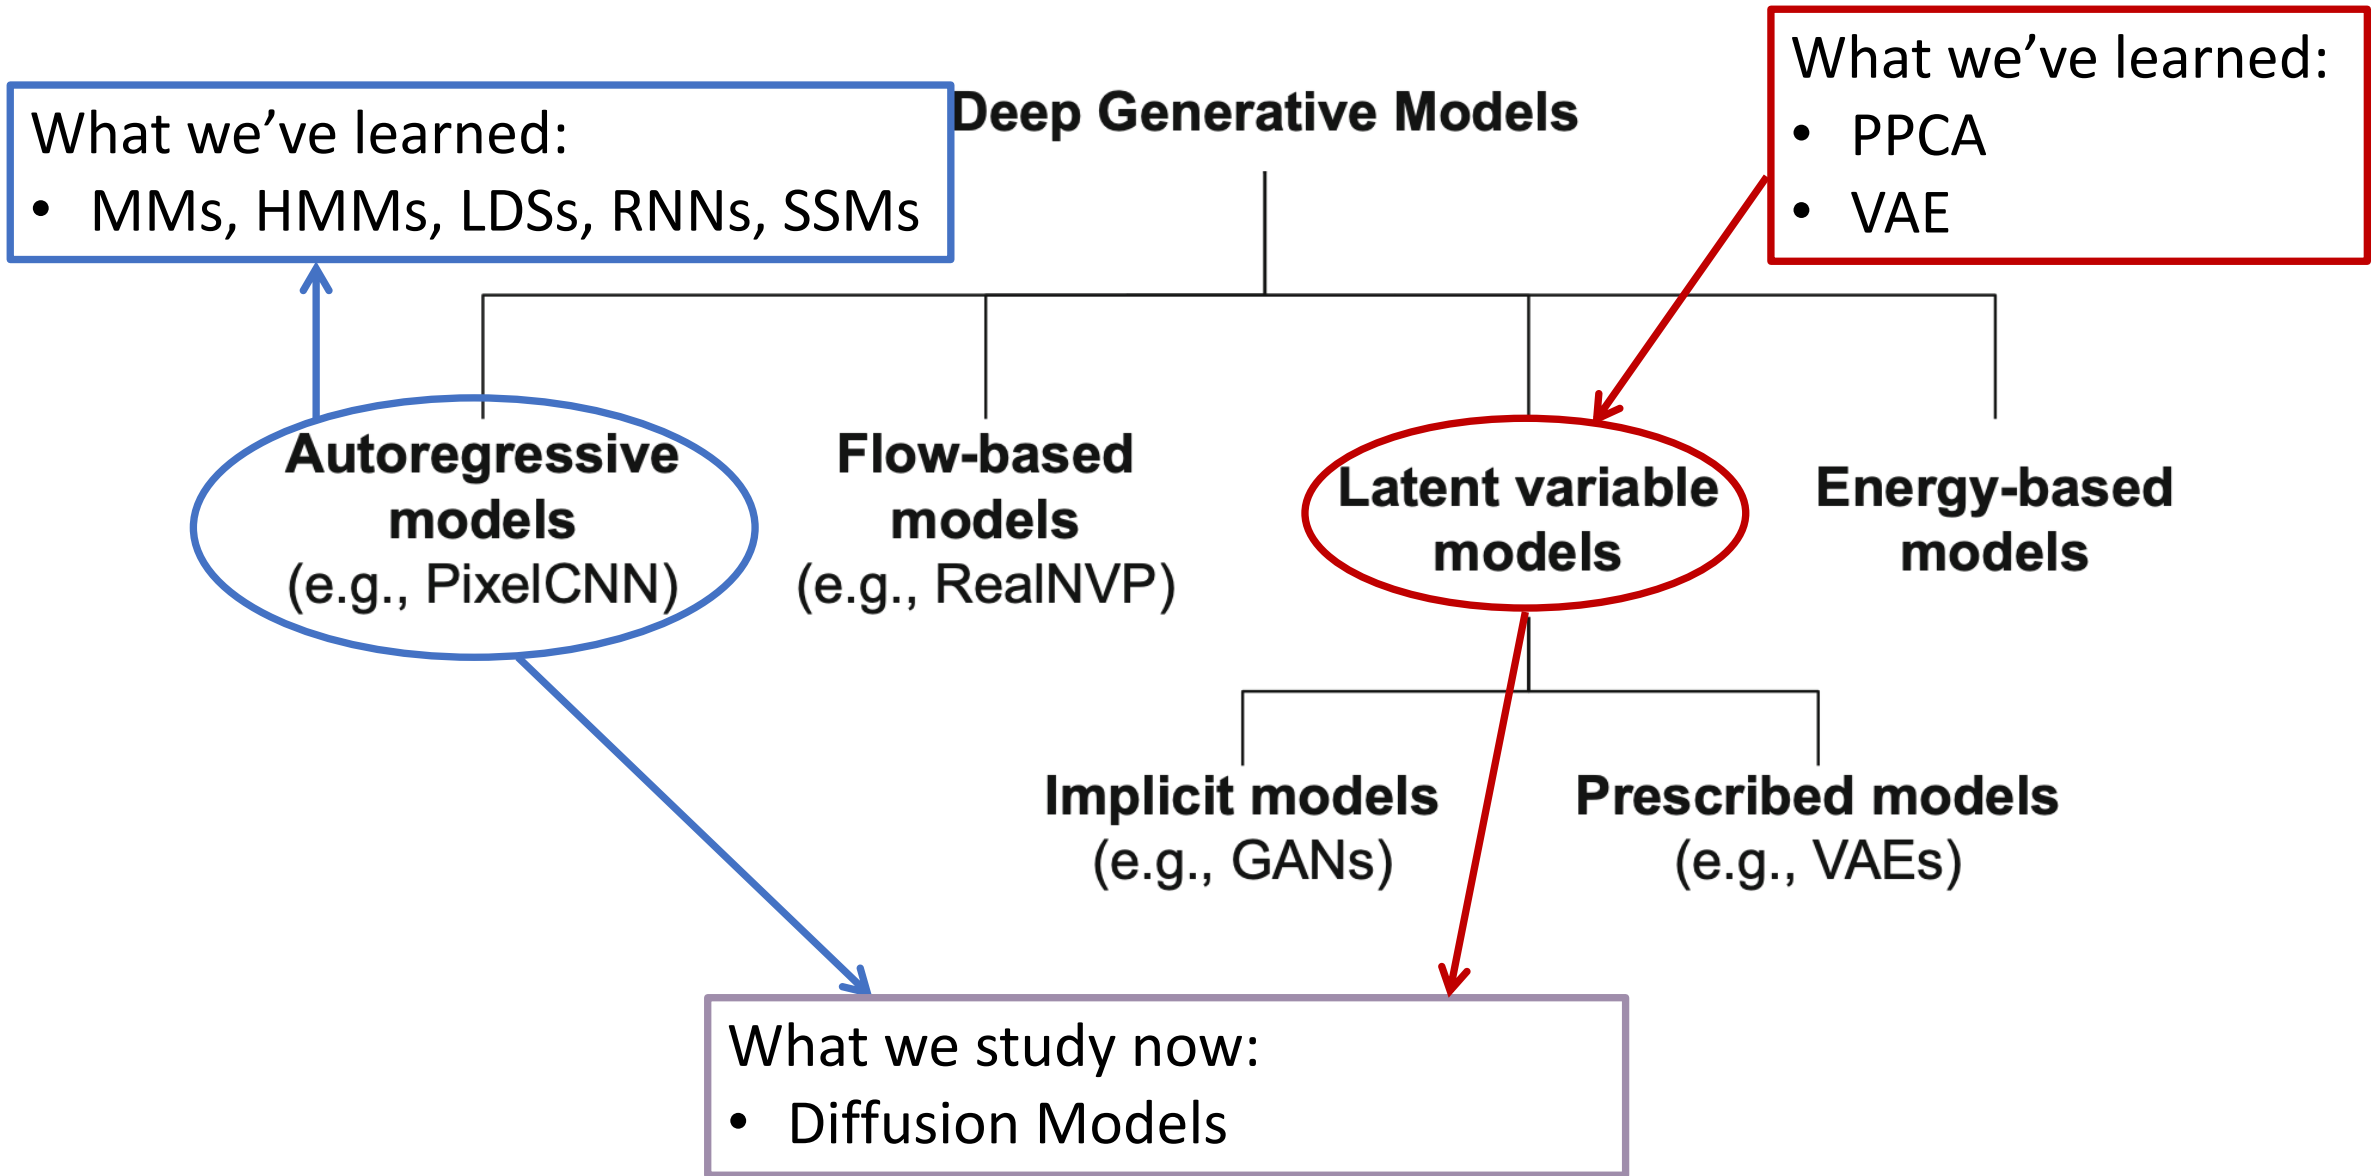 What we’ve learned:
• MMs, HMMs, LDSs, RNNs, SSMs
Deep Generative Models
What we’ve learned:
• PPCA
• VAE
Autoregressive
models
(e.g., PixelCNN)
Flow-based
models
(e.g., RealNVP)
Latent variable
models
Energy-based
models
Implicit models
(e.g., GANs)
Prescribed models
(e.g., VAEs)
What we study now:
• Diffusion Models